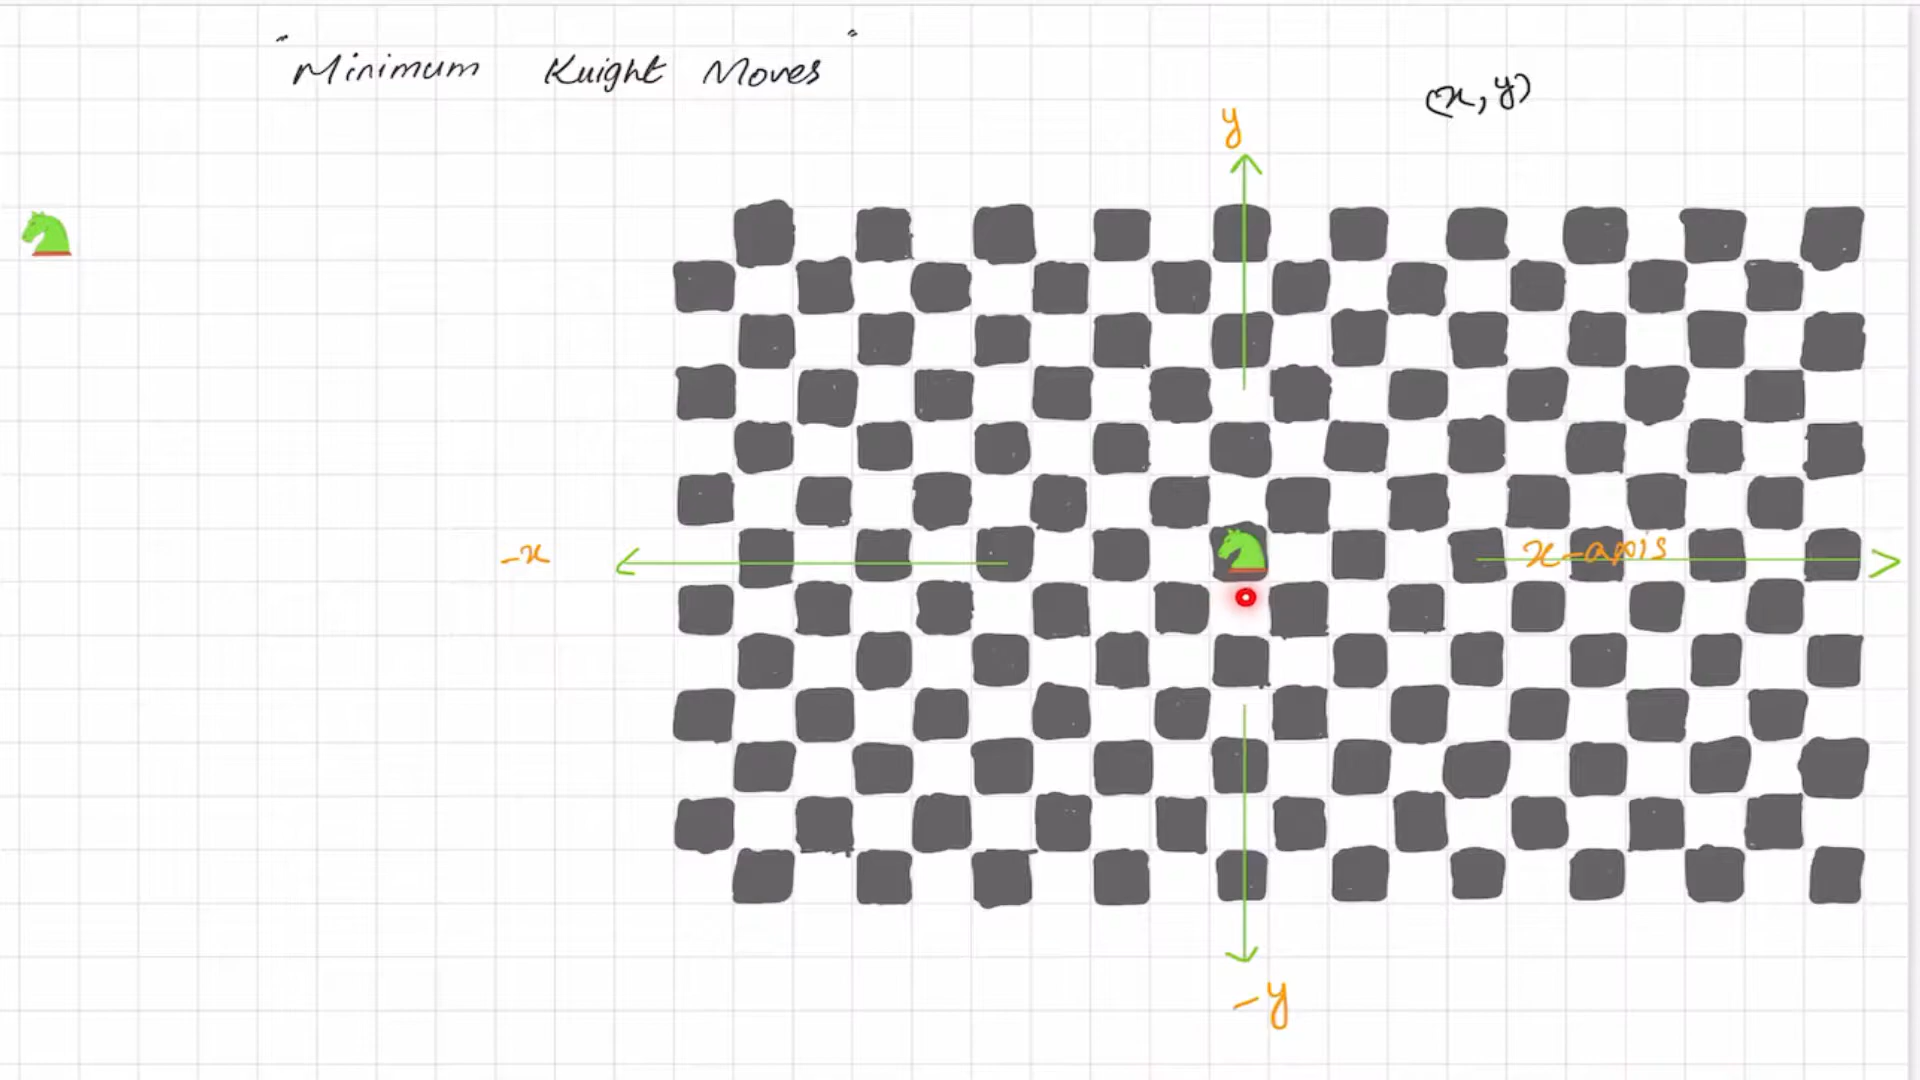 "Minimum Knight Moves"
(x, y)
y
-x
x-axis
-y